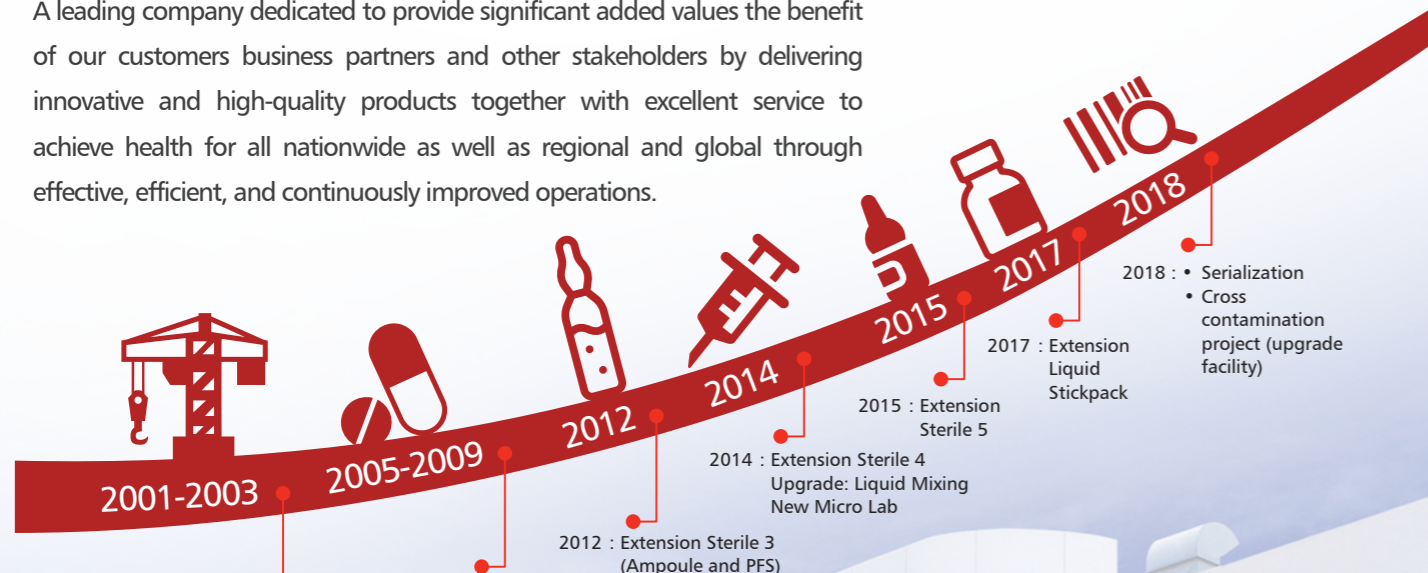 A leading company dedicated to provide significant added values the benefit
of our customers business partners and other stakeholders by delivering
innovative and high-quality products together with excellent service to
achieve health for all nationwide as well as regional and global through
effective, efficient, and continuously improved operations.
2001-2003
2005-2009
2012
2014
2015
2017
2018
2018 : • Serialization
• Cross
contamination
project (upgrade
facility)
2017 : Extension
Liquid
Stickpack
2015 : Extension
Sterile 5
2014 : Extension Sterile 4
Upgrade: Liquid Mixing
New Micro Lab
2012 : Extension Sterile 3
(Ampoule and PFS)